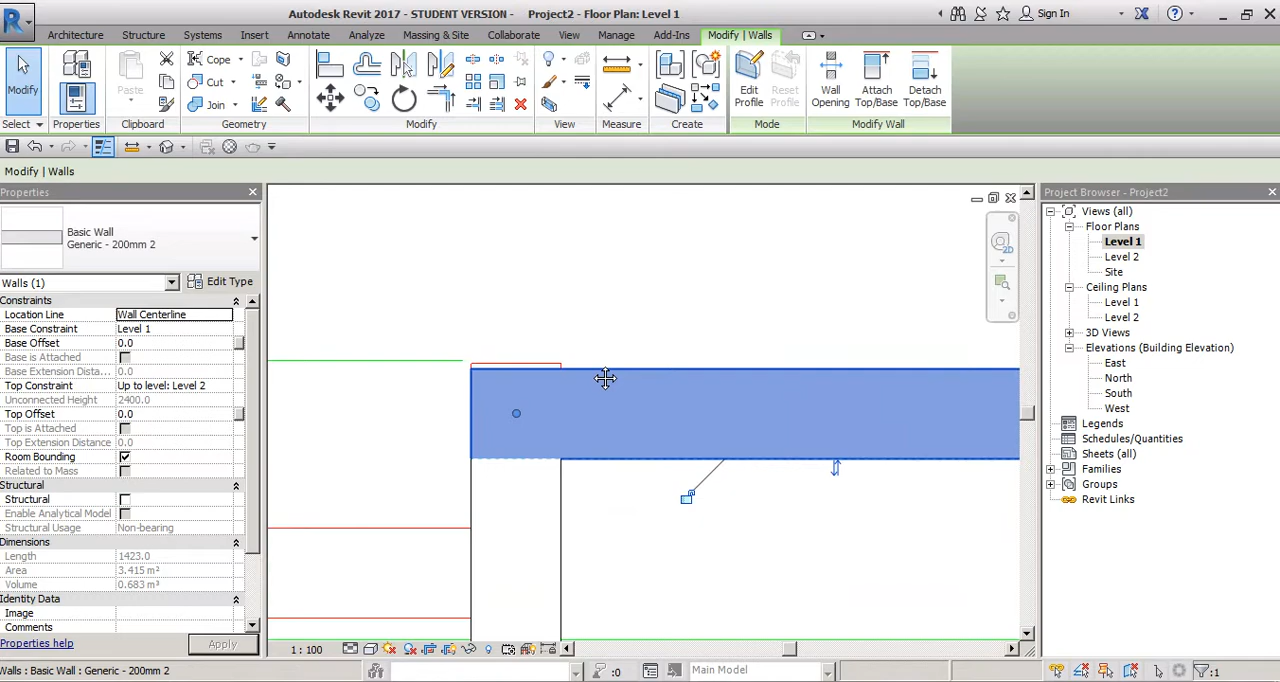 Autodesk Revit 2017 - STUDENT VERSION - Project2 - Floor Plan: Level 1
Sign In
Architecture Structure Systems Insert Annotate Analyze Massing & Site Collaborate View Manage Add-Ins Modify | Walls
Modify
Properties
Paste
Cope
Cut
Join
Edit Profile
Reset Profile
Wall Opening
Attach Top/Base
Detach Top/Base
Select Properties Clipboard Geometry Modify View Measure Create Mode Modify Wall
Modify | Walls
Properties
Basic Wall
Generic - 200mm 2
Walls (1) Edit Type
Constraints
Location Line Wall Centerline
Base Constraint Level 1
Base Offset 0.0
Base is Attached
Base Extension Dista...
Top Constraint Up to level: Level 2
Unconnected Height 2400.0
Top Offset 0.0
Top is Attached
Top Extension Distance 0.0
Room Bounding
Related to Mass
Structural
Structural
Enable Analytical Model
Structural Usage Non-bearing
Dimensions
Length 1423.0
Area 3.415 m²
Volume 0.683 m³
Identity Data
Image
Comments
Properties help Apply
2D
1 : 100
Project Browser - Project2
Views (all)
Floor Plans
Level 1
Level 2
Site
Ceiling Plans
Level 1
Level 2
3D Views
Elevations (Building Elevation)
East
North
South
West
Legends
Schedules/Quantities
Sheets (all)
Families
Groups
Revit Links
Walls : Basic Wall : Generic - 200mm 2 :0 Main Model :1